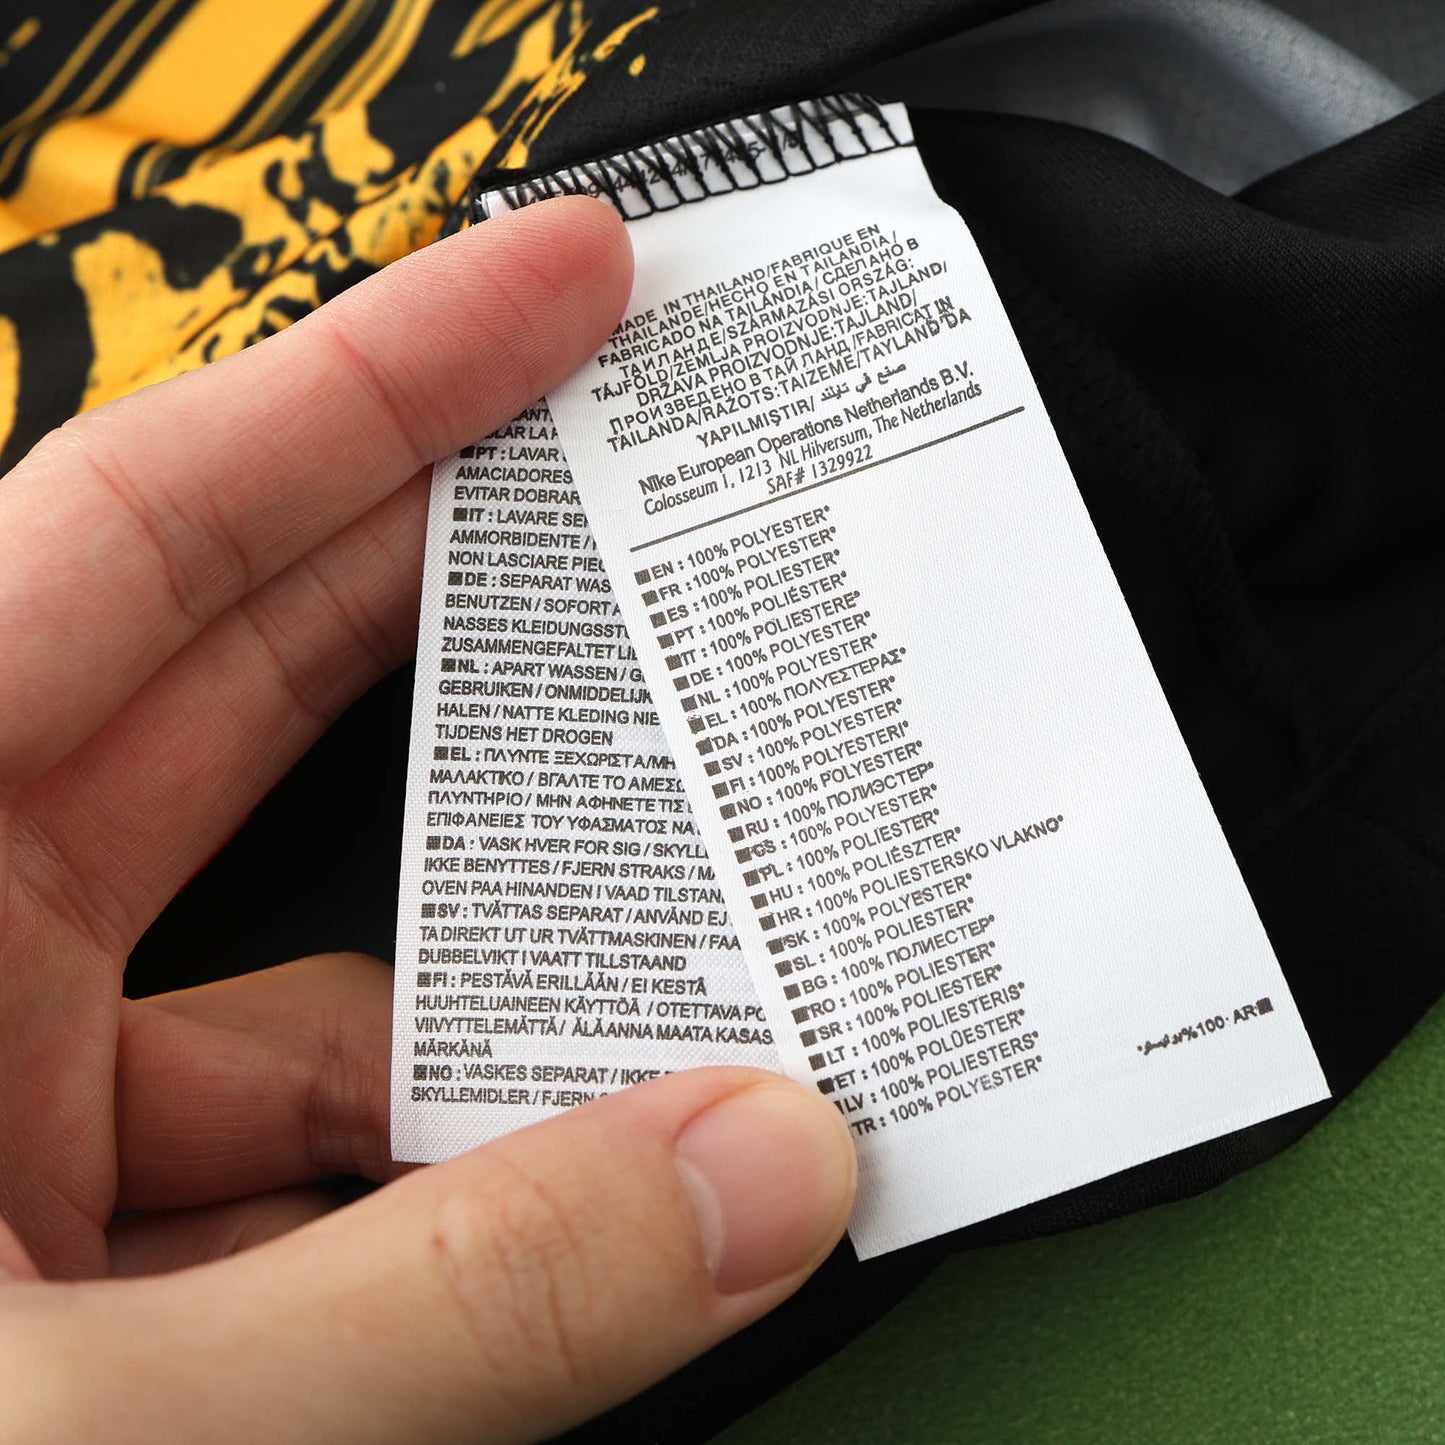 MADE IN THAILAND/FABRIQUE EN
THAILANDE/HECHO EN TAILANDIA/
FABRICADO NA TAILÂNDIA / СДЕЛАНО В
ТАИЛАНДЕ/SZÁRMAZÁSI ORSZÁG:
TÁJFÖLD/ZEMLJA PROIZVODNJE:TAJLAND/
DRŽAVA PROIZVODNJE:TAJLAND/
ПРОИЗВЕДЕНО В ТАЙЛАНД /FABRICAT IN
TAILANDA/RAŽOTS:TAIZEME/TAYLAND'DA
YAPILMIŞTIR/ صنع في تايلند
Nike European Operations Netherlands B.V.
Colosseum 1, 1213 NL Hilversum, The Netherlands
SAF# 1329922
EN : 100% POLYESTER*
FR : 100% POLYESTER*
ES : 100% POLIESTER*
PT : 100% POLIÉSTER*
IT : 100% POLIESTERE*
DE : 100% POLYESTER*
NL : 100% POLYESTER*
EL : 100% ΠΟΛΥΕΣΤΕΡΑΣ*
DA : 100% POLYESTER*
SV : 100% POLYESTER*
FI : 100% POLYESTERI*
NO : 100% POLYESTER*
RU : 100% ПОЛИЭСТЕР*
CS : 100% POLYESTER*
PL : 100% POLIESTER*
HU : 100% POLIÉSZTER*
HR : 100% POLIESTERSKO VLAKNO*
SK : 100% POLYESTER*
SL : 100% POLIESTER*
BG : 100% ПОЛИЕСТЕР*
RO : 100% POLIESTER*
SR : 100% POLIESTER*
LT : 100% POLIESTERIS*
ET : 100% POLÜESTER*
LV : 100% POLIESTERS*
TR : 100% POLYESTER*
%100· AR
PT : LAVAR
AMACIADORES
EVITAR DOBRAR
IT : LAVARE
AMMORBIDENTE /
NON LASCIARE
DE : SEPARAT
BENUTZEN / SOFORT
NASSES
ZUSAMMENGEFALTET
NL : APART WASSEN /
GEBRUIKEN / ONMIDDELIJK
HALEN / NATTE KLEDING
TIJDENS HET DROGEN
EL : ΠΛΥΝΤΕ ΞΕΧΩΡΙΣΤΑ/
ΜΑΛΑΚΤΙΚΟ / ΒΓΑΛΤΕ ΤΟ
ΠΛΥΝΤΗΡΙΟ / ΜΗΝ ΑΦΗΝΕΤΕ ΤΙΣ
ΕΠΙΦΑΝΕΙΕΣ ΤΟΥ ΥΦΑΣΜΑΤΟΣ ΝΑ
DA : VASK HVER FOR SIG /
IKKE BENYTTES / FJERN STRAKS /
OVEN PAA HINANDEN I VAAD
SV : TVÄTTAS SEPARAT / ANVÄND EJ
TA DIREKT UT UR TVÄTTMASKINEN /
DUBBELVIKT I VAATT TILLSTAAND
FI : PESTÄVÄ ERILLÄÄN / EI KESTÄ
HUUHTELUAINEEN KÄYTTÖÄ / OTETTAVA
VIIVYTTELEMÄTTÄ / ÄLÄ ANNA MAATA
MÄRKÄNÄ
NO : VASKES SEPARAT / IKKE
SKYLLEMIDLER / FJERN